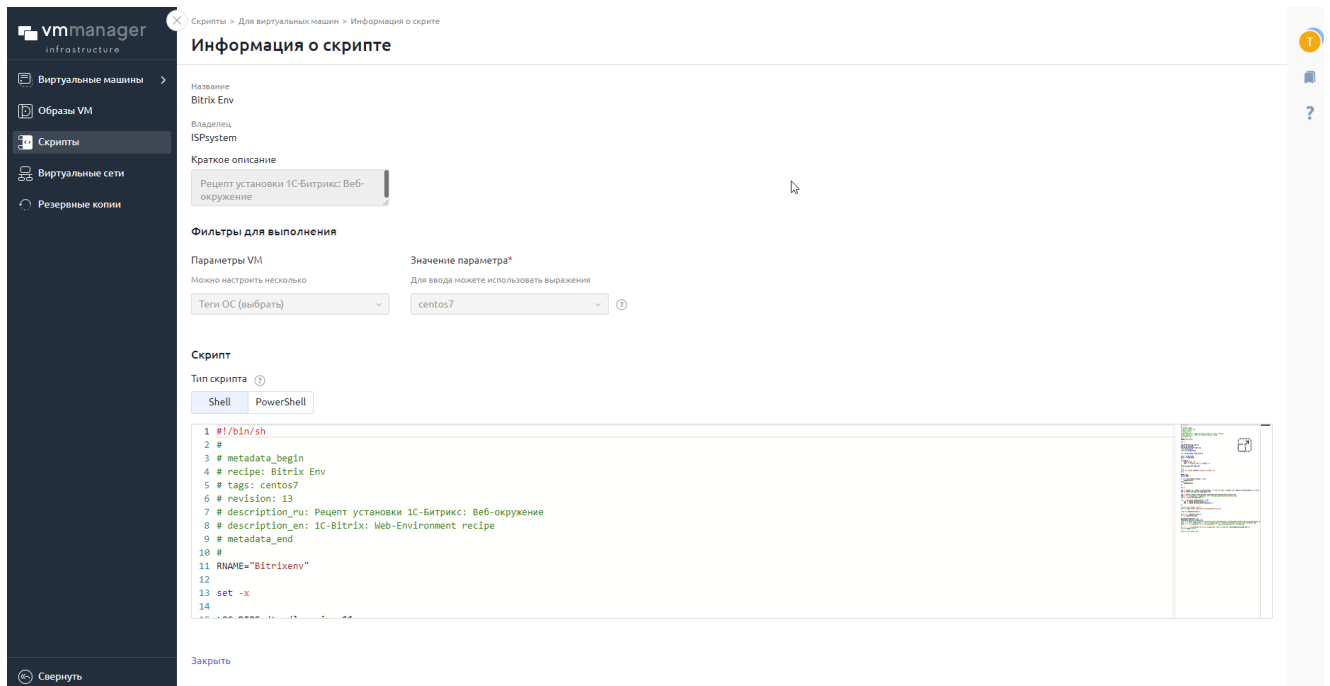 vmmanager
infrastructure
Виртуальные машины
Образы VM
Скрипты
Виртуальные сети
Резервные копии
Свернуть
Скрипты > Для виртуальных машин > Информация о скрипте
Информация о скрипте
Название
Bitrix Env
Владелец
ISPsystem
Краткое описание
Рецепт установки 1С-Битрикс: Веб-
окружение
Фильтры для выполнения
Параметры VM
Значение параметра*
Можно настроить несколько
Для ввода можете использовать выражения
Теги ОС (выбрать)
centos7
?
Скрипт
Тип скрипта ?
Shell PowerShell
1 #!/bin/sh
2 #
3 # metadata_begin
4 # recipe: Bitrix Env
5 # tags: centos7
6 # revision: 13
7 # description_ru: Рецепт установки 1С-Битрикс: Веб-окружение
8 # description_en: 1C-Bitrix: Web-Environment recipe
9 # metadata_end
10 #
11 RNAME="Bitrixenv"
12
13 set -x
14
Закрыть
T
?